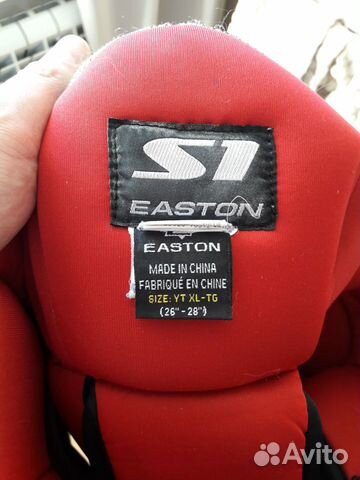 S1
EASTON
EASTON
MADE IN CHINA
FABRIQUÉ EN CHINE
SIZE: YT XL-TG
(26" - 28")
Avito